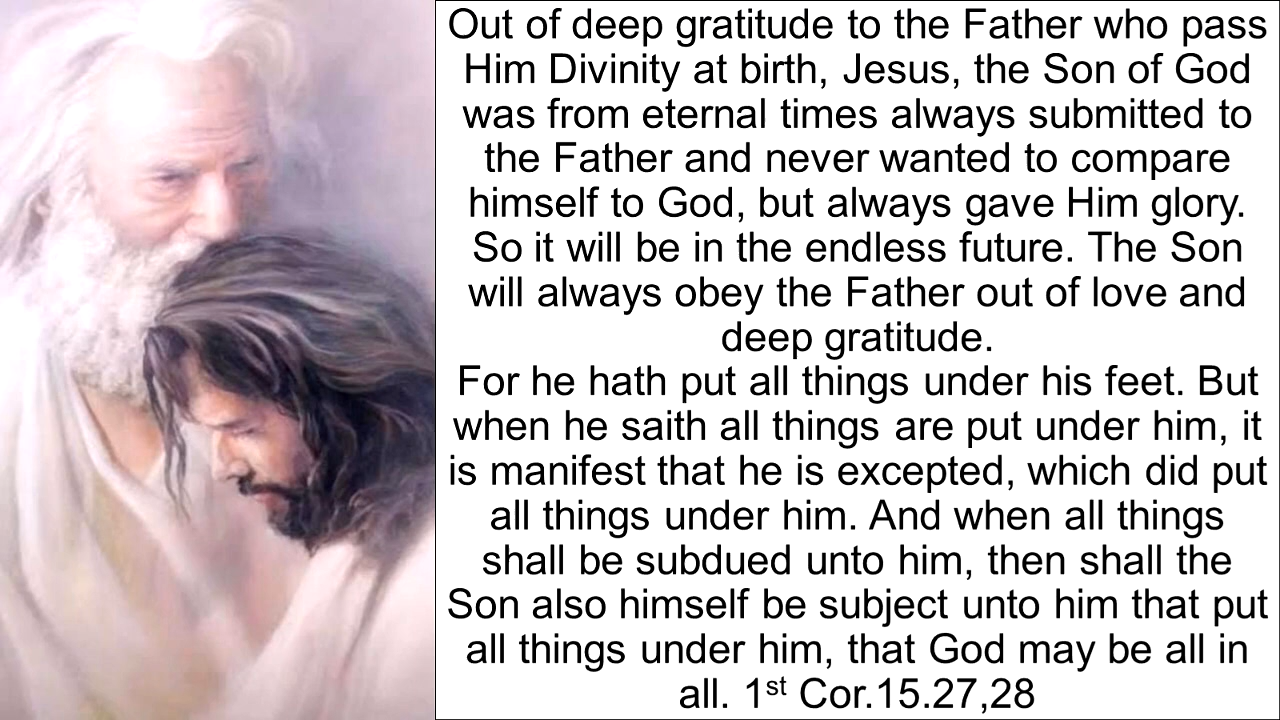 Out of deep gratitude to the Father who pass
Him Divinity at birth, Jesus, the Son of God
was from eternal times always submitted to
the Father and never wanted to compare
himself to God, but always gave Him glory.
So it will be in the endless future. The Son
will always obey the Father out of love and
deep gratitude.
For he hath put all things under his feet. But
when he saith all things are put under him, it
is manifest that he is excepted, which did put
all things under him. And when all things
shall be subdued unto him, then shall the
Son also himself be subject unto him that put
all things under him, that God may be all in
all. 1st Cor.15.27,28